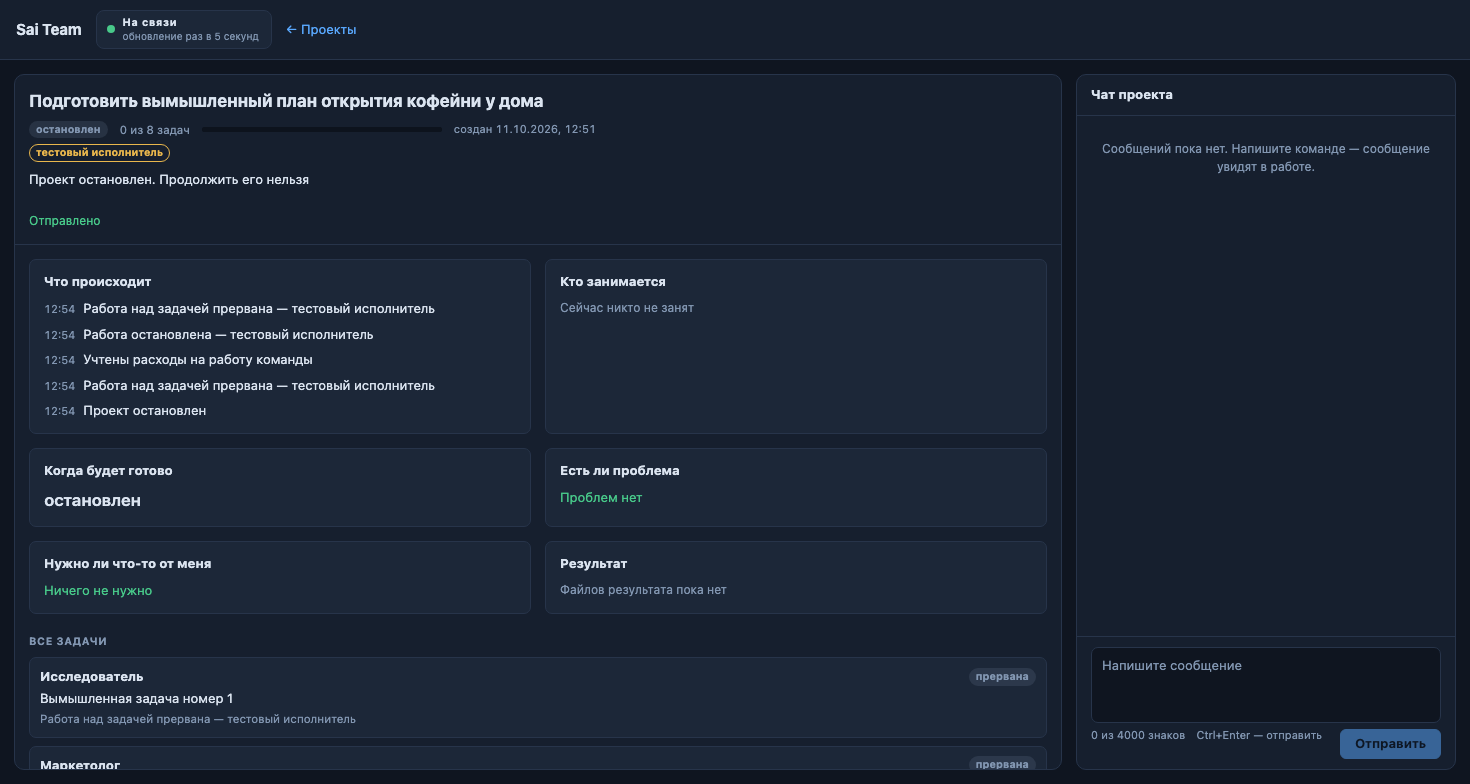 Sai Team
На связи
обновление раз в 5 секунд
← Проекты
Подготовить вымышленный план открытия кофейни у дома
остановлен
0 из 8 задач
создан 11.10.2026, 12:51
тестовый исполнитель
Проект остановлен. Продолжить его нельзя
Отправлено
Что происходит
12:54 Работа над задачей прервана — тестовый исполнитель
12:54 Работа остановлена — тестовый исполнитель
12:54 Учтены расходы на работу команды
12:54 Работа над задачей прервана — тестовый исполнитель
12:54 Проект остановлен
Кто занимается
Сейчас никто не занят
Когда будет готово
остановлен
Есть ли проблема
Проблем нет
Нужно ли что-то от меня
Ничего не нужно
Результат
Файлов результата пока нет
ВСЕ ЗАДАЧИ
Исследователь
прервана
Вымышленная задача номер 1
Работа над задачей прервана — тестовый исполнитель
Маркетолог
прервана
Чат проекта
Сообщений пока нет. Напишите команде — сообщение
увидят в работе.
Напишите сообщение
0 из 4000 знаков
Ctrl+Enter — отправить
Отправить